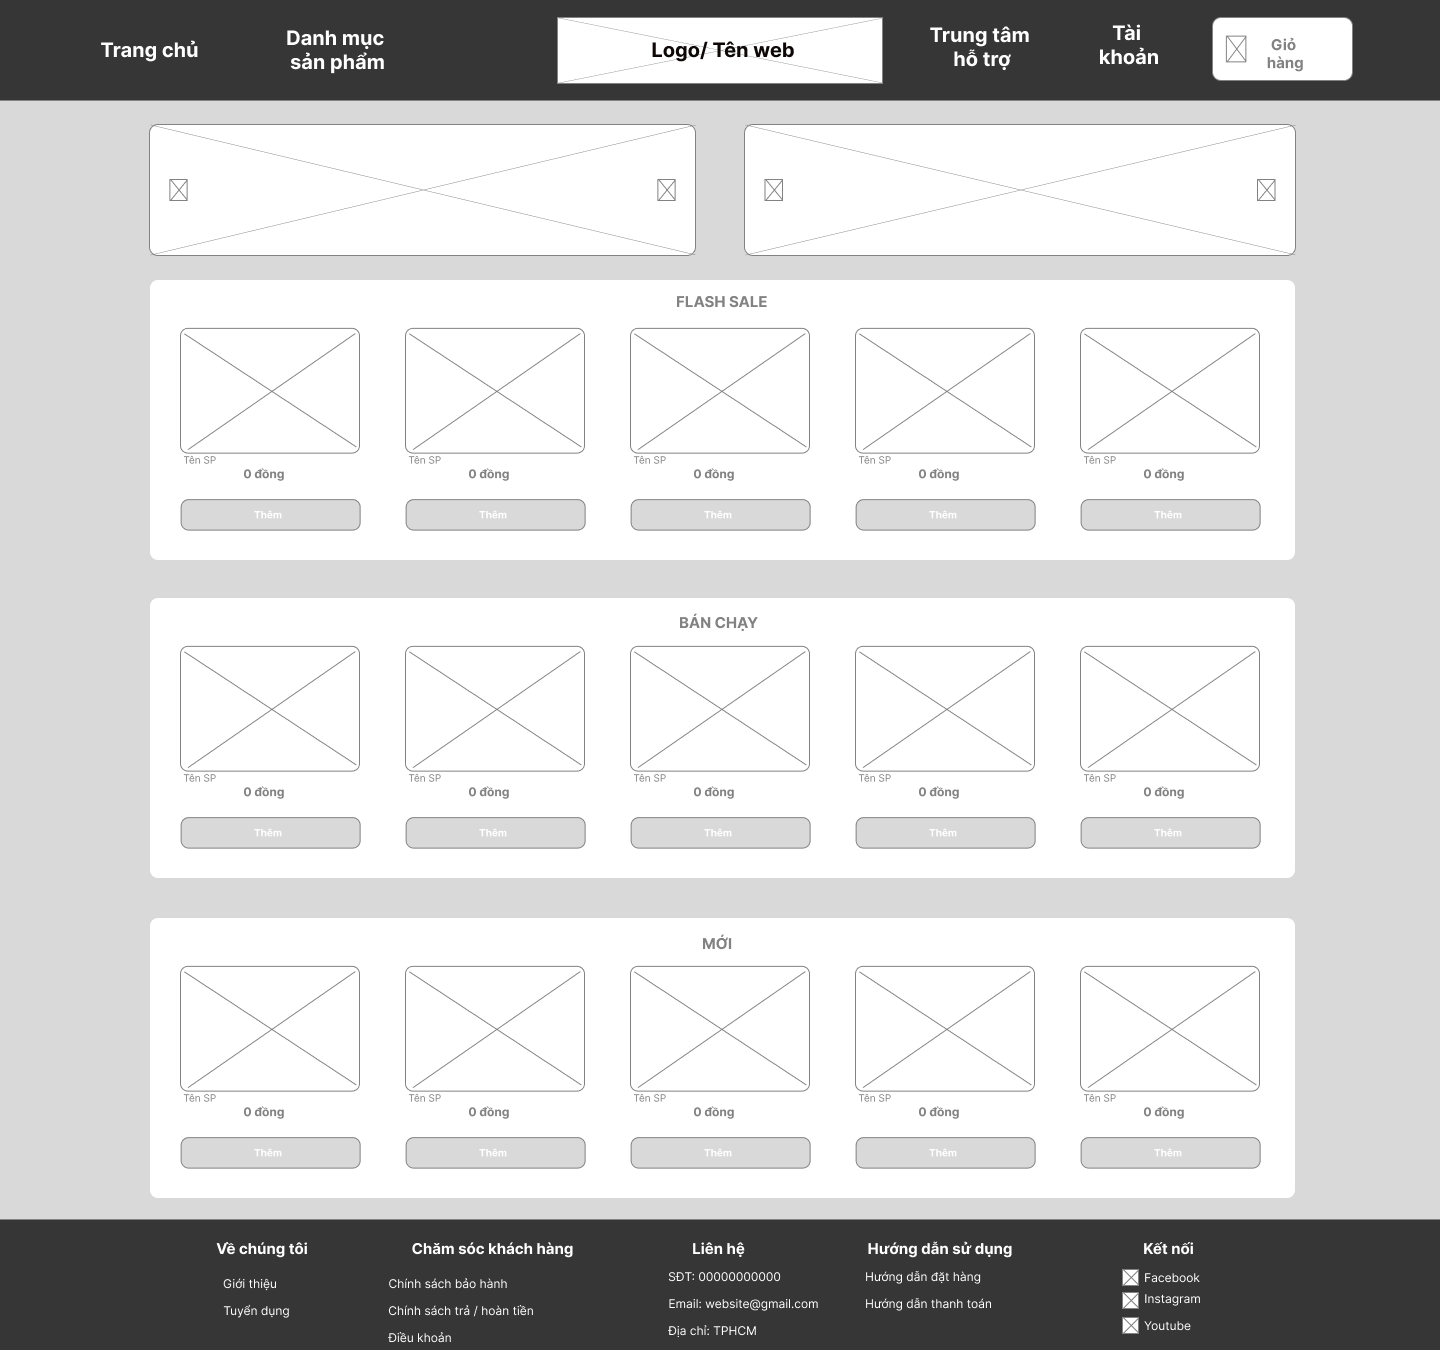 Trang chủ
Danh mục
sản phẩm
Logo/ Tên web
Trung tâm
hỗ trợ
Tài
khoản
Giỏ
hàng
FLASH SALE
Tên SP
0 đồng
Thêm
Tên SP
0 đồng
Thêm
Tên SP
0 đồng
Thêm
Tên SP
0 đồng
Thêm
Tên SP
0 đồng
Thêm
BÁN CHẠY
Tên SP
0 đồng
Thêm
Tên SP
0 đồng
Thêm
Tên SP
0 đồng
Thêm
Tên SP
0 đồng
Thêm
Tên SP
0 đồng
Thêm
MỚI
Tên SP
0 đồng
Thêm
Tên SP
0 đồng
Thêm
Tên SP
0 đồng
Thêm
Tên SP
0 đồng
Thêm
Tên SP
0 đồng
Thêm
Về chúng tôi
Giới thiệu
Tuyển dụng
Chăm sóc khách hàng
Chính sách bảo hành
Chính sách trả / hoàn tiền
Điều khoản
Liên hệ
SĐT: 00000000000
Email: website@gmail.com
Địa chỉ: TPHCM
Hướng dẫn sử dụng
Hướng dẫn đặt hàng
Hướng dẫn thanh toán
Kết nối
Facebook
Instagram
Youtube